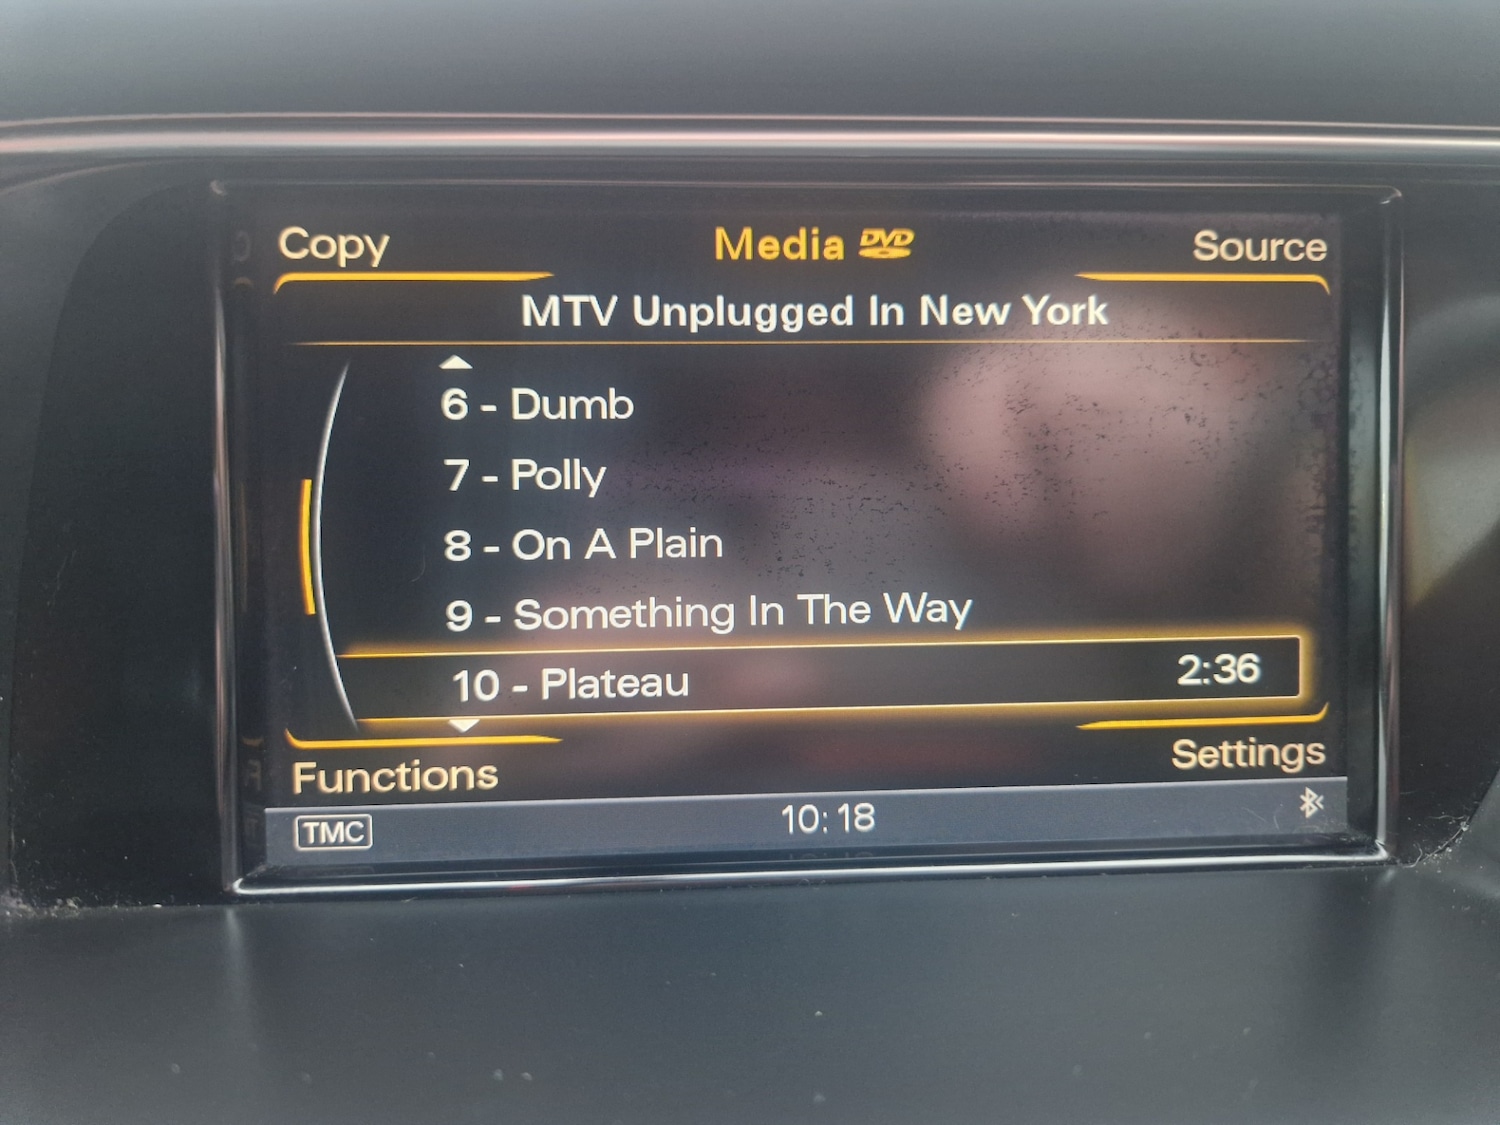 Copy Media DVD Source
MTV Unplugged In New York
6 - Dumb
7 - Polly
8 - On A Plain
9 - Something In The Way
10 - Plateau 2:36
Functions Settings
TMC 10:18